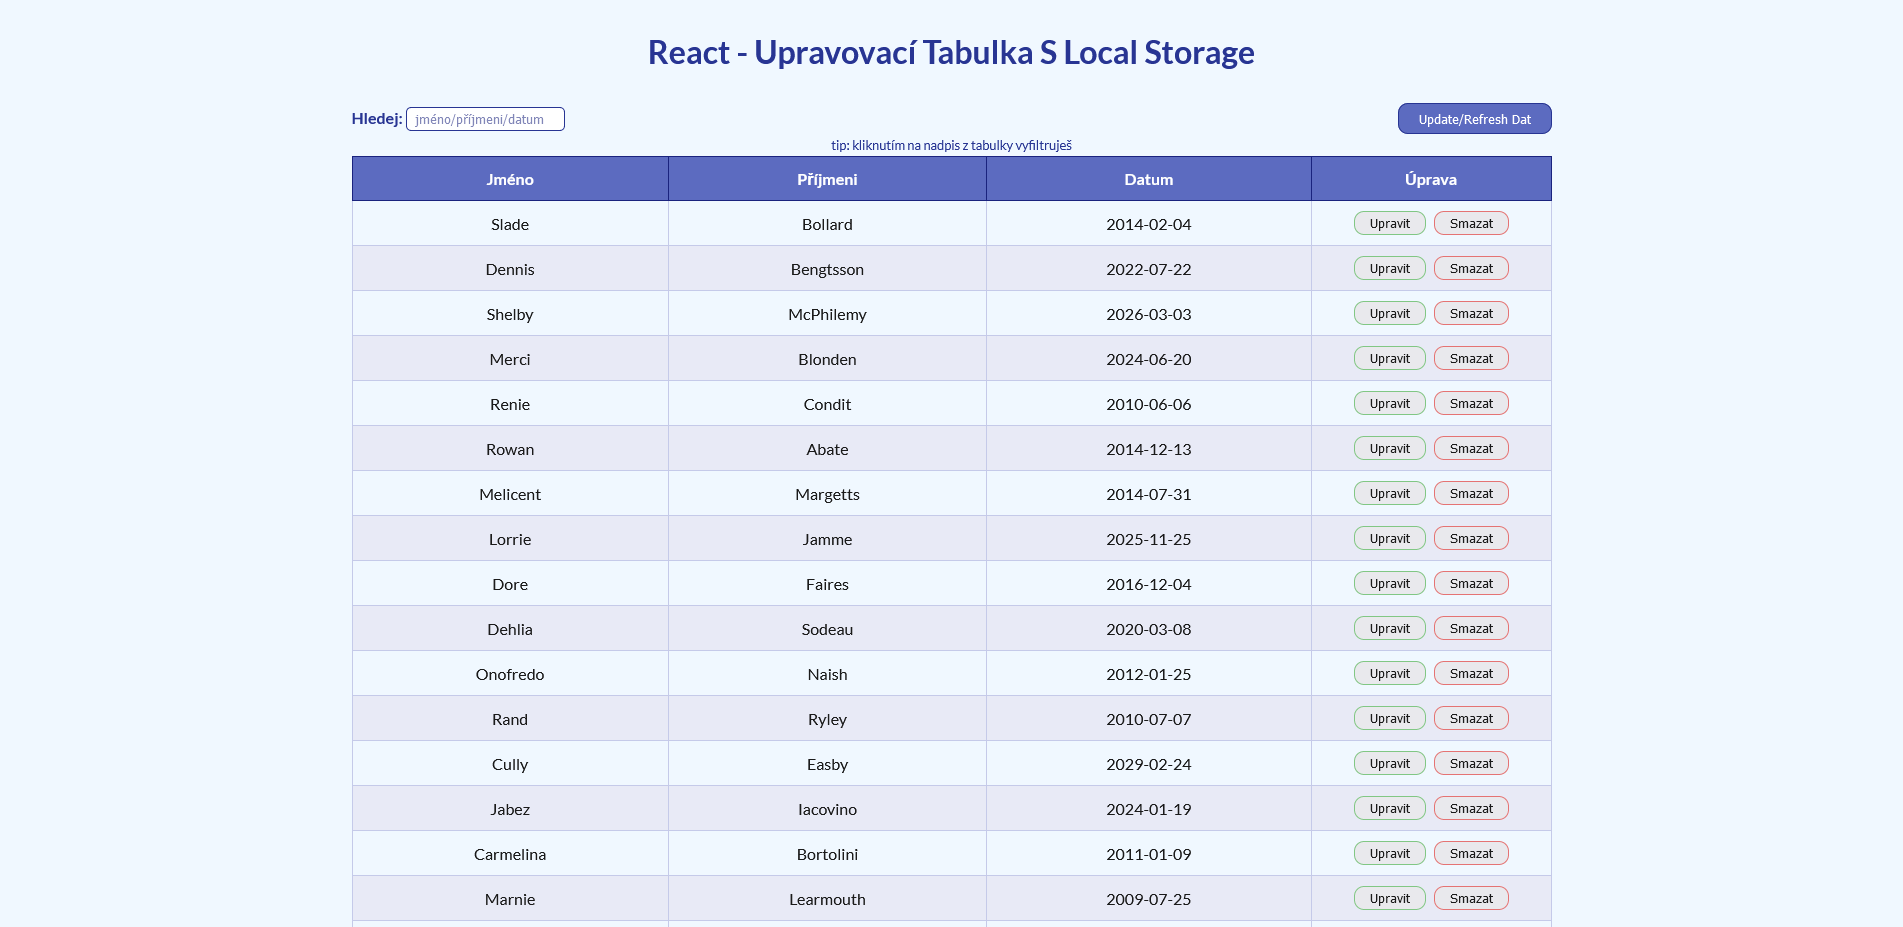 React - Upravovací Tabulka S Local Storage
Hledej: jméno/příjmeni/datum Update/Refresh Dat
tip: kliknutím na nadpis z tabulky vyfiltruješ
Jméno Příjmeni Datum Úprava
Slade Bollard 2014-02-04 Upravit Smazat
Dennis Bengtsson 2022-07-22 Upravit Smazat
Shelby McPhilemy 2026-03-03 Upravit Smazat
Merci Blonden 2024-06-20 Upravit Smazat
Renie Condit 2010-06-06 Upravit Smazat
Rowan Abate 2014-12-13 Upravit Smazat
Melicent Margetts 2014-07-31 Upravit Smazat
Lorrie Jamme 2025-11-25 Upravit Smazat
Dore Faires 2016-12-04 Upravit Smazat
Dehlia Sodeau 2020-03-08 Upravit Smazat
Onofredo Naish 2012-01-25 Upravit Smazat
Rand Ryley 2010-07-07 Upravit Smazat
Cully Easby 2029-02-24 Upravit Smazat
Jabez Iacovino 2024-01-19 Upravit Smazat
Carmelina Bortolini 2011-01-09 Upravit Smazat
Marnie Learmouth 2009-07-25 Upravit Smazat